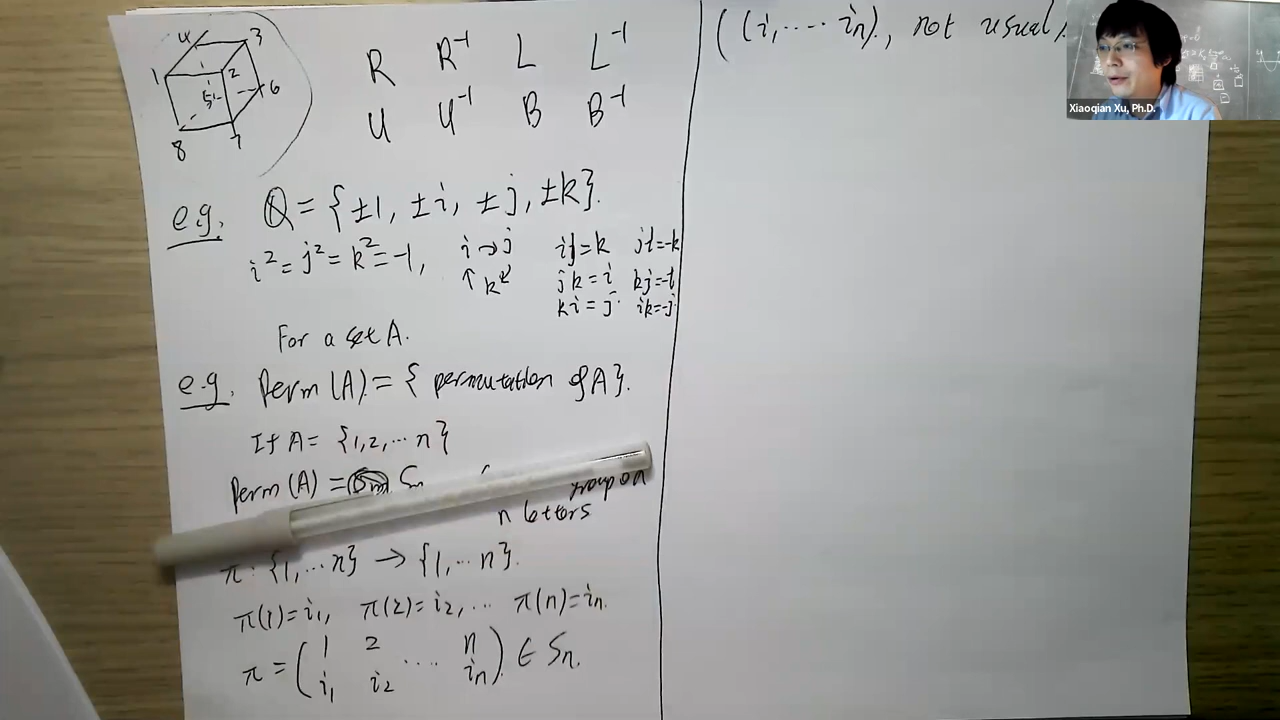 4 3
1 2
5 6
8 7
R R⁻¹ L L⁻¹
U U⁻¹ B B⁻¹
e.g. Q = { ±1, ±i, ±j, ±k }.
i² = j² = k² = -1, i → j ij = k ji = -k
↑ k ↙ jk = i kj = -i
ki = j ik = -j
For a set A.
e.g. Perm (A) = { permutation of A }.
If A = {1, 2, ... n}
Perm (A) = Sn
group on
n letters
π: {1, ... n} → {1, ... n}.
π(1) = i₁, π(2) = i₂, ... π(n) = iₙ.
π = ( 1 2 .... n ) ∈ Sn.
i₁ i₂ iₙ
( (i₁ ... iₙ)., not usual
Xiaoqian Xu, Ph.D.